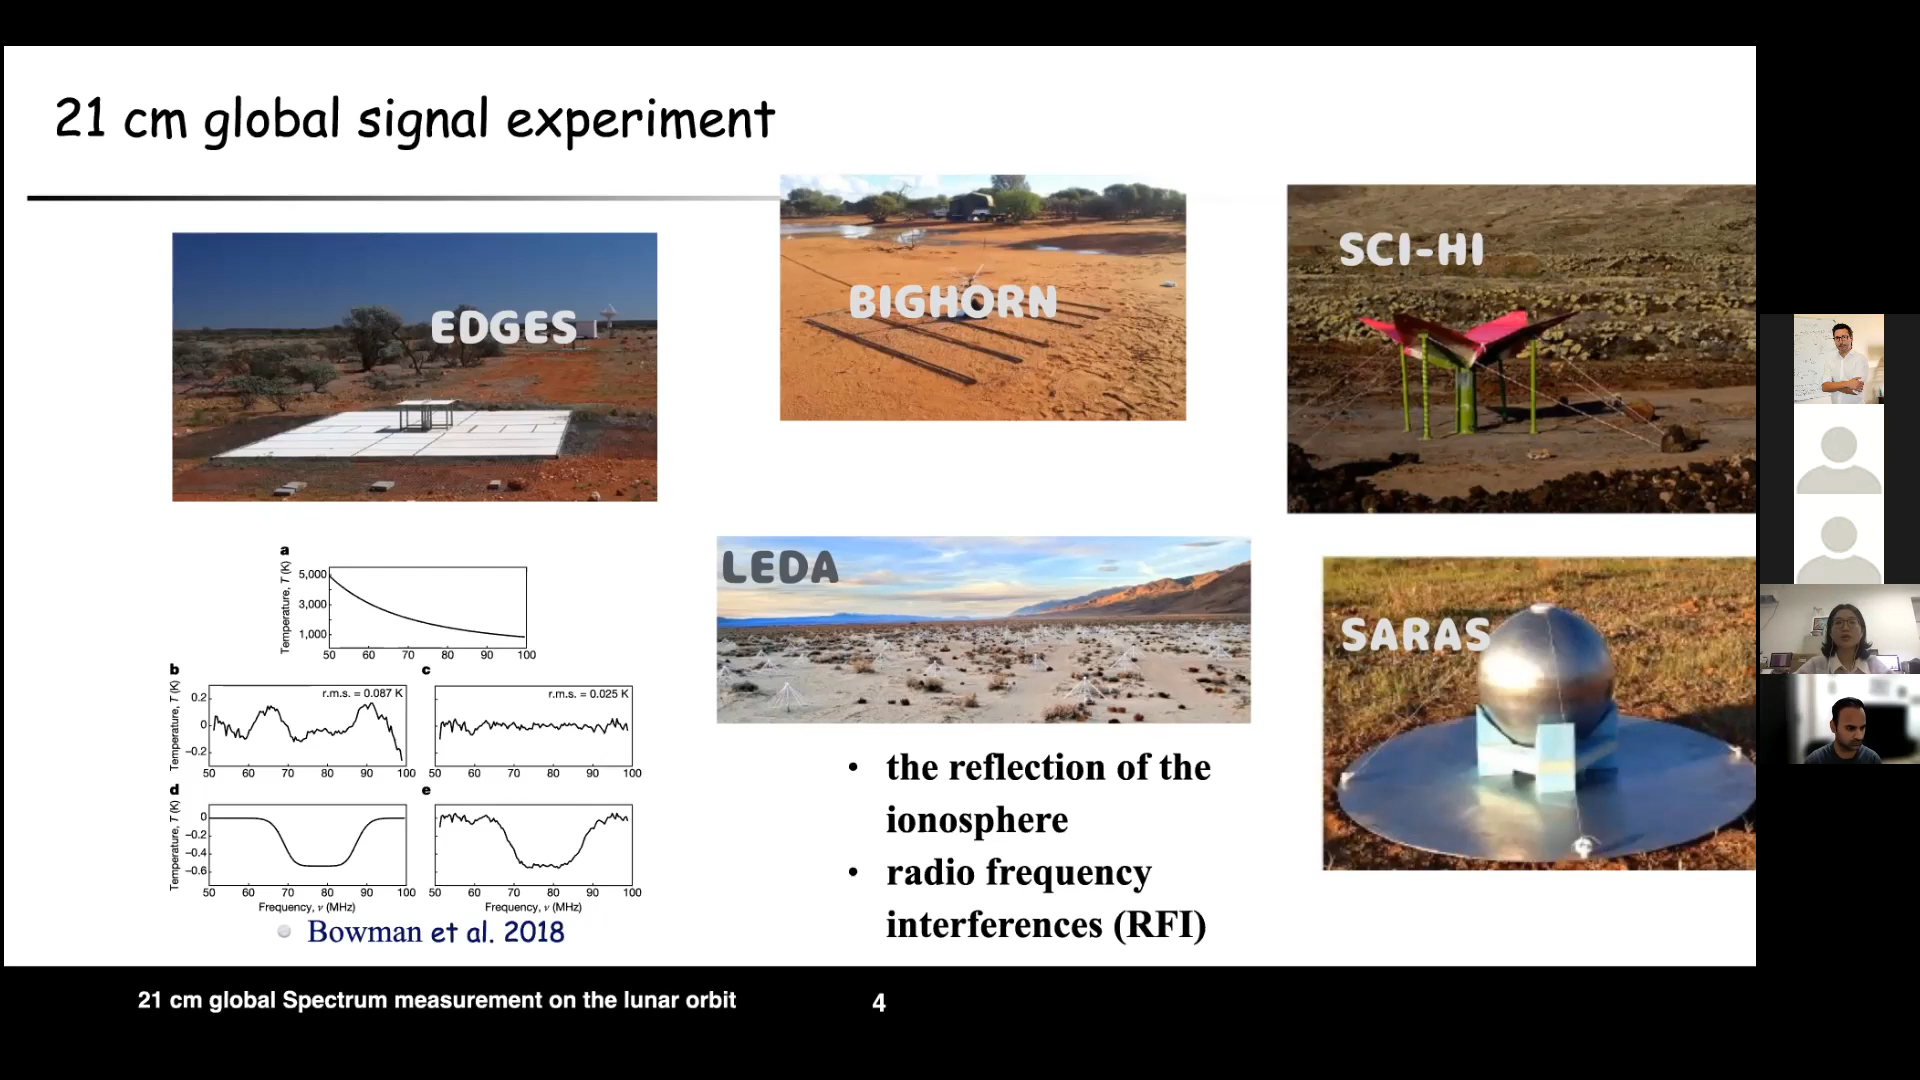 21 cm global signal experiment
EDGES
BIGHORN
SCI-HI
LEDA
SARAS
a
Temperature, T (K)
5,000
3,000
1,000
50 60 70 80 90 100
b
Temperature, T (K)
r.m.s. = 0.087 K
0.2
0
−0.2
50 60 70 80 90 100
c
r.m.s. = 0.025 K
50 60 70 80 90 100
d
Temperature, T (K)
0
−0.2
−0.4
−0.6
50 60 70 80 90 100
Frequency, ν (MHz)
e
50 60 70 80 90 100
Frequency, ν (MHz)
Bowman et al. 2018
• the reflection of the
ionosphere
• radio frequency
interferences (RFI)
21 cm global Spectrum measurement on the lunar orbit
4